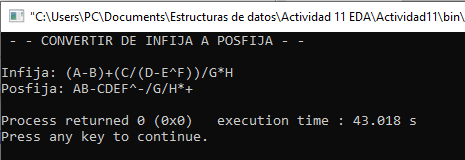 "C:\Users\PC\Documents\Estructuras de datos\Actividad 11 EDA\Actividad11\bin\
- - CONVERTIR DE INFIJA A POSFIJA - -
Infija: (A-B)+(C/(D-E^F))/G*H
Posfija: AB-CDEF^-/G/H*+
Process returned 0 (0x0)   execution time : 43.018 s
Press any key to continue.